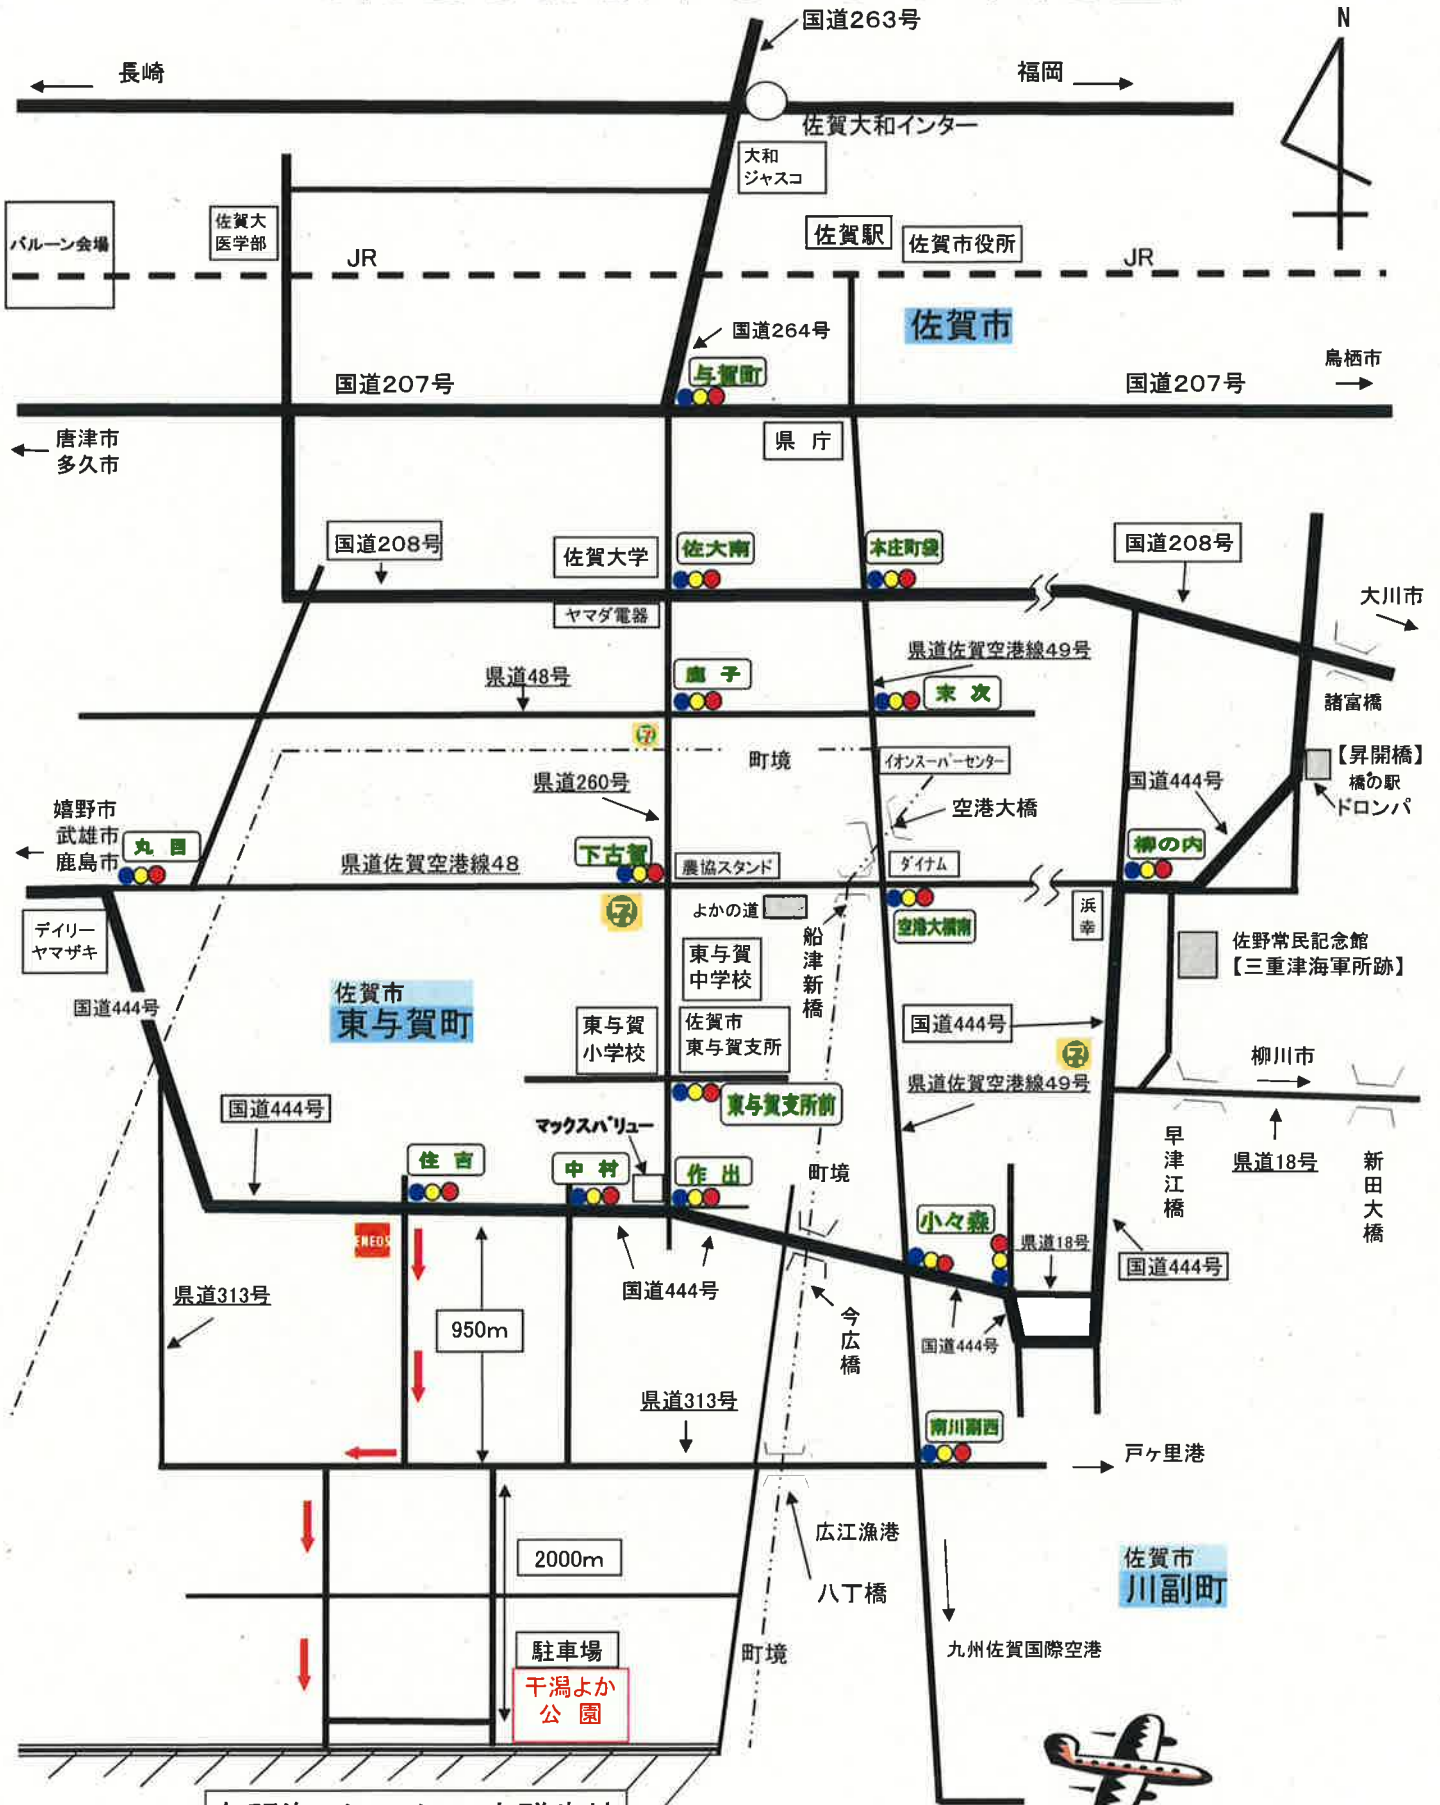 国道263号
N
長崎
福岡
佐賀大和インター
大和
ジャスコ
佐賀大
医学部
バルーン会場
佐賀駅
佐賀市役所
JR
JR
国道264号
佐賀市
与賀町
鳥栖市
国道207号
国道207号
唐津市
多久市
県 庁
国道208号
佐賀大学
佐大南
本庄町袋
国道208号
ヤマダ電器
大川市
県道佐賀空港線49号
県道48号
鹿 子
末 次
諸富橋
町境
イオンスーパーセンター
【昇開橋】
橋の駅
ドロンパ
県道260号
国道444号
空港大橋
嬉野市
武雄市
鹿島市
丸 目
県道佐賀空港線48
下古賀
農協スタンド
ダイナム
柳の内
デイリー
ヤマザキ
よかの道
空港大橋南
浜
幸
船津新橋
佐野常民記念館
【三重津海軍所跡】
東与賀
中学校
佐賀市
東与賀町
国道444号
東与賀
小学校
佐賀市
東与賀支所
国道444号
柳川市
県道佐賀空港線49号
国道444号
東与賀支所前
マックスバリュー
早津江橋
県道18号
新田大橋
住 吉
中 村
作 出
町境
小々森
県道18号
国道444号
ENEOS
県道313号
国道444号
950m
今広橋
国道444号
県道313号
南川副西
戸ヶ里港
広江漁港
2000m
八丁橋
佐賀市
川副町
駐車場
干潟よか
公 園
町境
九州佐賀国際空港